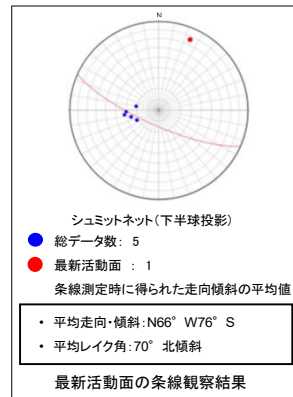 N
シュミットネット(下半球投影)
総データ数: 5
最新活動面 : 1
条線測定時に得られた走向傾斜の平均値
・ 平均走向・傾斜:N66°W76°S
・ 平均レイク角:70°北傾斜
最新活動面の条線観察結果